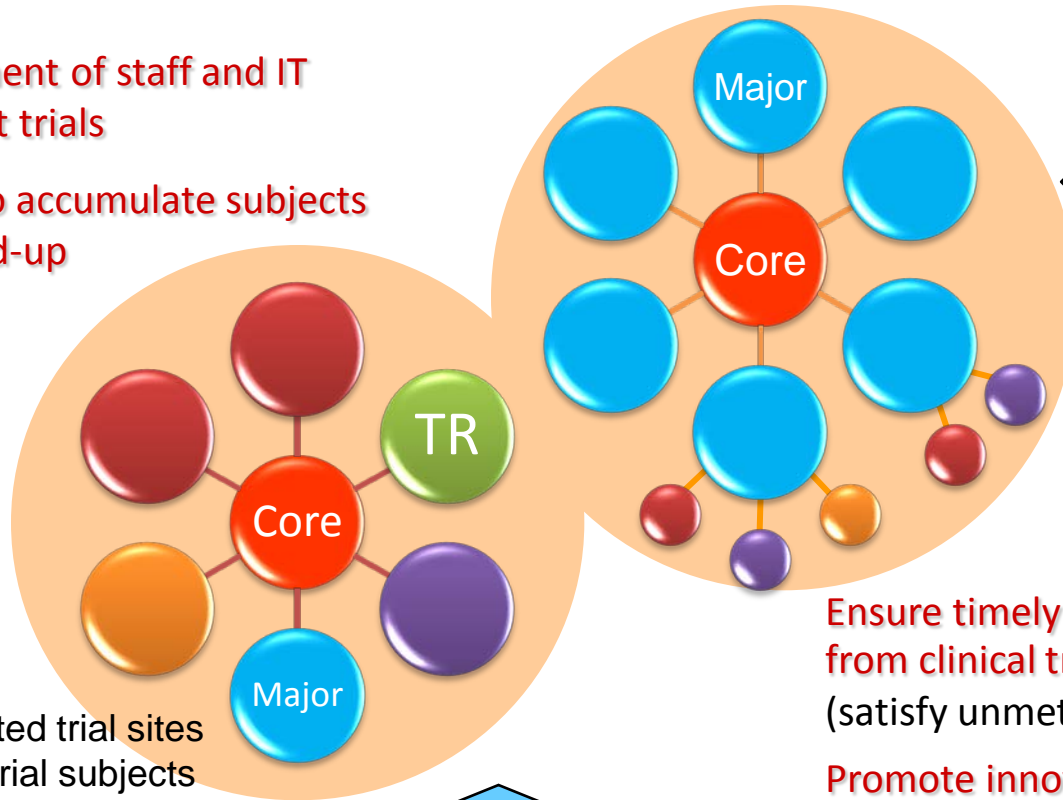 ent of staff and IT
t trials
accumulate subjects
d-up
Major
Core
TR
Core
Major
ted trial sites
rial subjects
Ensure timely
from clinical
(satisfy unmet
Promote